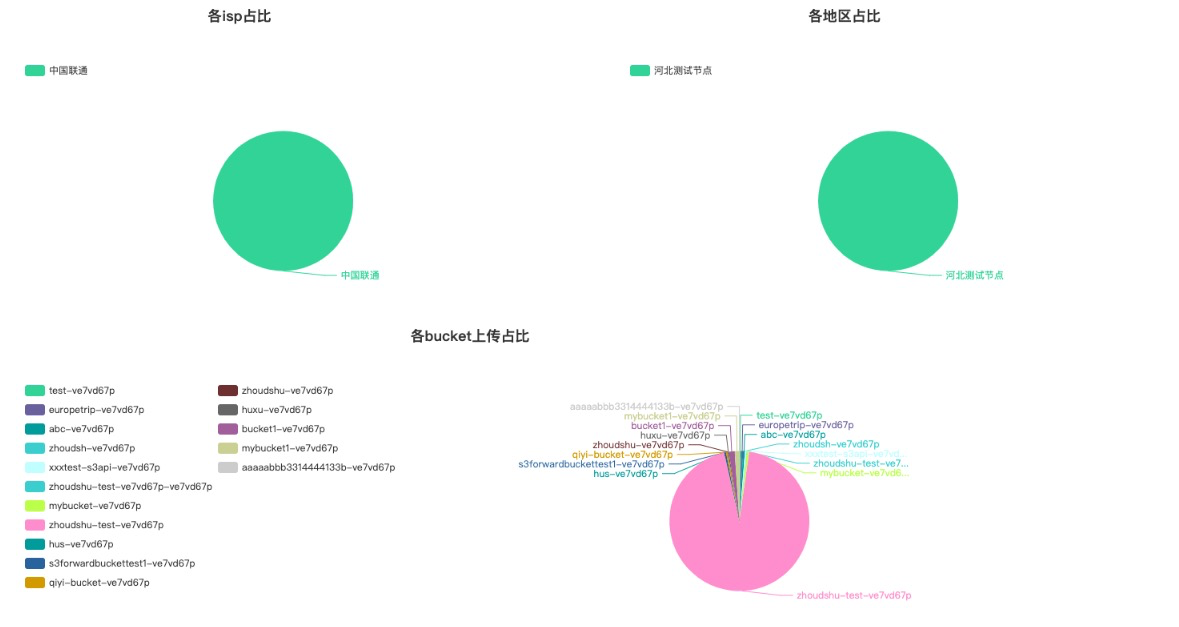 各isp占比
中国联通
中国联通
各地区占比
河北测试节点
河北测试节点
各bucket上传占比
test-ve7vd67p
europetrip-ve7vd67p
abc-ve7vd67p
zhoudsh-ve7vd67p
xxxtest-s3api-ve7vd67p
zhoudshu-test-ve7vd67p-ve7vd67p
mybucket-ve7vd67p
zhoudshu-test-ve7vd67p
hus-ve7vd67p
s3forwardbuckettest1-ve7vd67p
qiyi-bucket-ve7vd67p
zhoudshu-ve7vd67p
huxu-ve7vd67p
bucket1-ve7vd67p
mybucket1-ve7vd67p
aaaaabbb3314444133b-ve7vd67p
aaaaabbb3314444133b-ve7vd67p
mybucket1-ve7vd67p
bucket1-ve7vd67p
huxu-ve7vd67p
zhoudshu-ve7vd67p
qiyi-bucket-ve7vd67p
s3forwardbuckettest1-ve7vd67p
hus-ve7vd67p
test-ve7vd67p
europetrip-ve7vd67p
abc-ve7vd67p
zhoudsh-ve7vd67p
xxxtest-s3api-ve7vd...
zhoudshu-test-ve7...
mybucket-ve7vd6...
zhoudshu-test-ve7vd67p